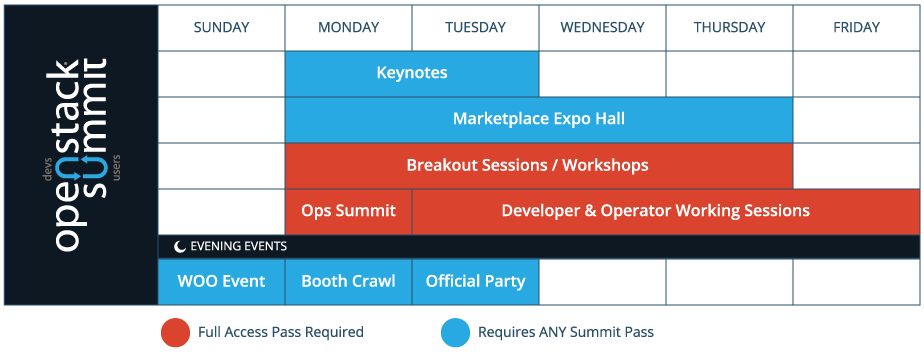 openstack
summit
devs
users
SUNDAY MONDAY TUESDAY WEDNESDAY THURSDAY FRIDAY
Keynotes
Marketplace Expo Hall
Breakout Sessions / Workshops
Ops Summit Developer & Operator Working Sessions
EVENING EVENTS
WOO Event Booth Crawl Official Party
Full Access Pass Required Requires ANY Summit Pass